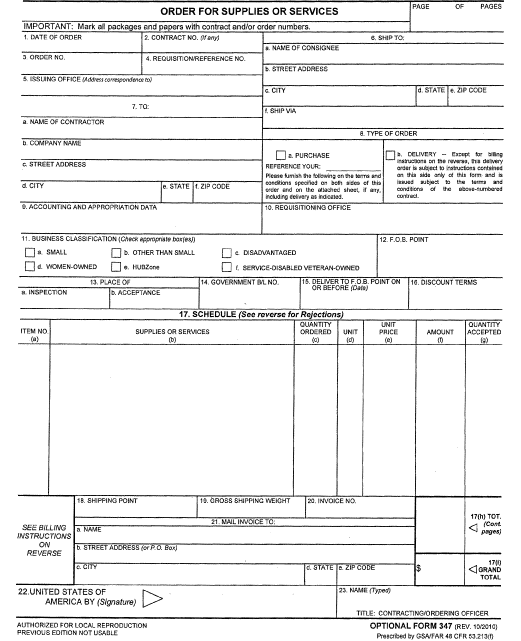 ORDER FOR SUPPLIES OR SERVICES
PAGE OF PAGES
IMPORTANT: Mark all packages and papers with contract and/or order numbers.
1. DATE OF ORDER
2. CONTRACT NO. (If any)
6. SHIP TO:
a. NAME OF CONSIGNEE
3. ORDER NO.
4. REQUISITION/REFERENCE NO.
b. STREET ADDRESS
5. ISSUING OFFICE (Address correspondence to)
c. CITY
d. STATE
e. ZIP CODE
7. TO:
f. SHIP VIA
a. NAME OF CONTRACTOR
8. TYPE OF ORDER
b. COMPANY NAME
c. STREET ADDRESS
d. CITY
e. STATE
f. ZIP CODE
a. PURCHASE
REFERENCE YOUR:
Please furnish the following on the terms and
conditions specified on both sides of this
order and on the attached sheet, if any,
including delivery as indicated.
b. DELIVERY – Except for billing
instructions on the reverse, this delivery
order is subject to instructions contained
on this side only of this form and is
issued subject to the terms and
conditions of the above-numbered
contract.
9. ACCOUNTING AND APPROPRIATION DATA
10. REQUISITIONING OFFICE
11. BUSINESS CLASSIFICATION (Check appropriate box(es))
12. F.O.B. POINT
a. SMALL
b. OTHER THAN SMALL
c. DISADVANTAGED
d. WOMEN-OWNED
e. HUBZone
f. SERVICE-DISABLED VETERAN-OWNED
13. PLACE OF
a. INSPECTION
b. ACCEPTANCE
14. GOVERNMENT B/L NO.
15. DELIVER TO F.O.B. POINT ON
OR BEFORE (Date)
16. DISCOUNT TERMS
17. SCHEDULE (See reverse for Rejections)
ITEM NO.
(a)
SUPPLIES OR SERVICES
(b)
QUANTITY
ORDERED
(c)
UNIT
(d)
UNIT
PRICE
(e)
AMOUNT
(f)
QUANTITY
ACCEPTED
(g)
18. SHIPPING POINT
19. GROSS SHIPPING WEIGHT
20. INVOICE NO.
17(h) TOT.
(Cont.
pages)
SEE BILLING
INSTRUCTIONS
ON
REVERSE
21. MAIL INVOICE TO:
a. NAME
b. STREET ADDRESS (or P.O. Box)
c. CITY
d. STATE
e. ZIP CODE
$
17(i)
GRAND
TOTAL
22. UNITED STATES OF
AMERICA BY (Signature)
23. NAME (Typed)
TITLE: CONTRACTING/ORDERING OFFICER
AUTHORIZED FOR LOCAL REPRODUCTION
PREVIOUS EDITION NOT USABLE
OPTIONAL FORM 347 (REV. 10/2010)
Prescribed by GSA/FAR 48 CFR 53.213(f)